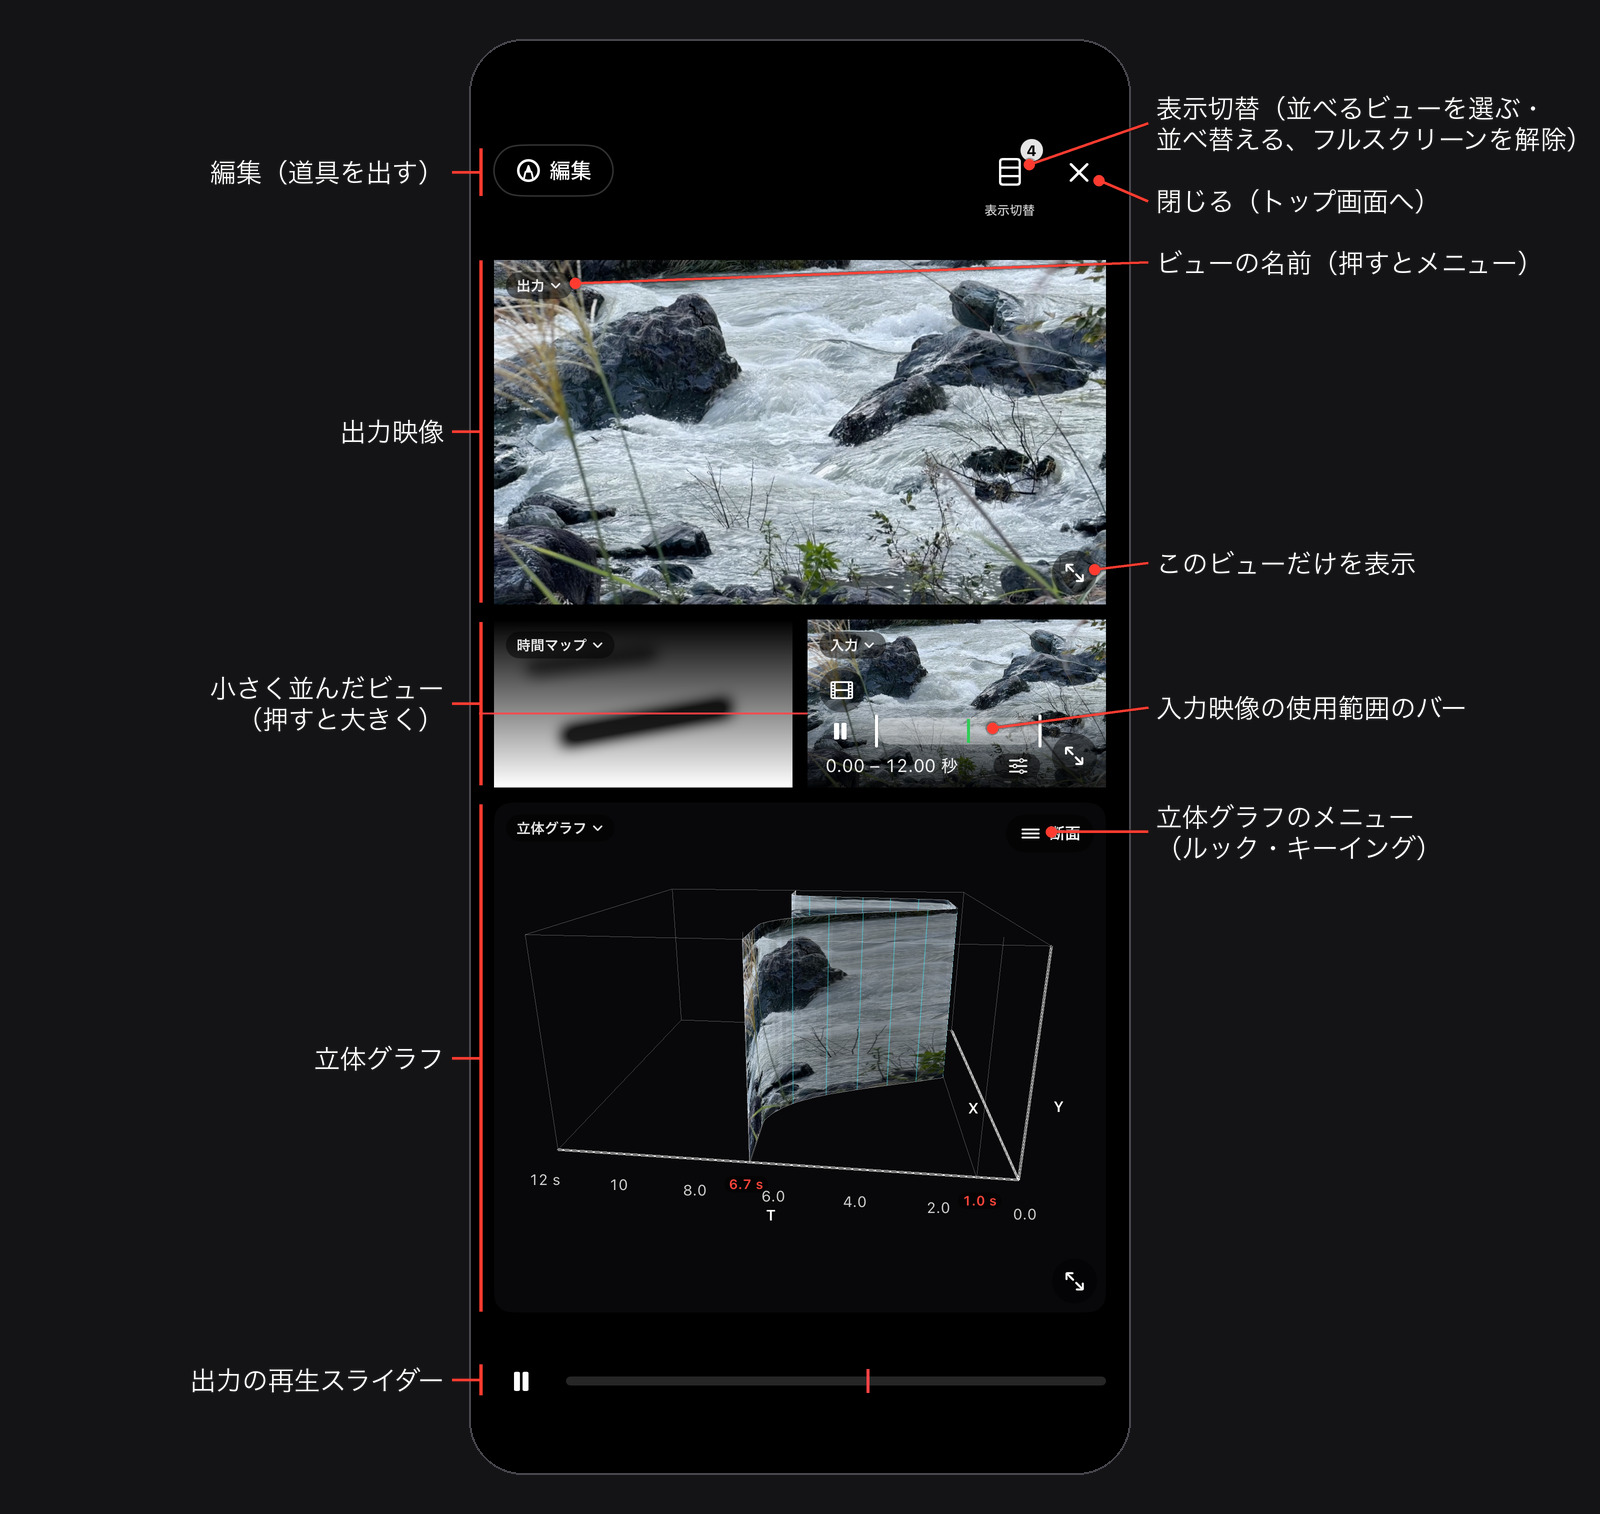 表示切替（並べるビューを選ぶ・
並べ替える、フルスクリーンを解除）
編集（道具を出す）
編集
4
表示切替
閉じる（トップ画面へ）
ビューの名前（押すとメニュー）
出力
出力映像
このビューだけを表示
小さく並んだビュー
（押すと大きく）
時間マップ
入力
0.00 – 12.00 秒
入力映像の使用範囲のバー
立体グラフのメニュー
（ルック・キーイング）
立体グラフ
断面
立体グラフ
X
Y
12 s
10
8.0
6.7 s
6.0
4.0
2.0
1.0 s
0.0
T
出力の再生スライダー